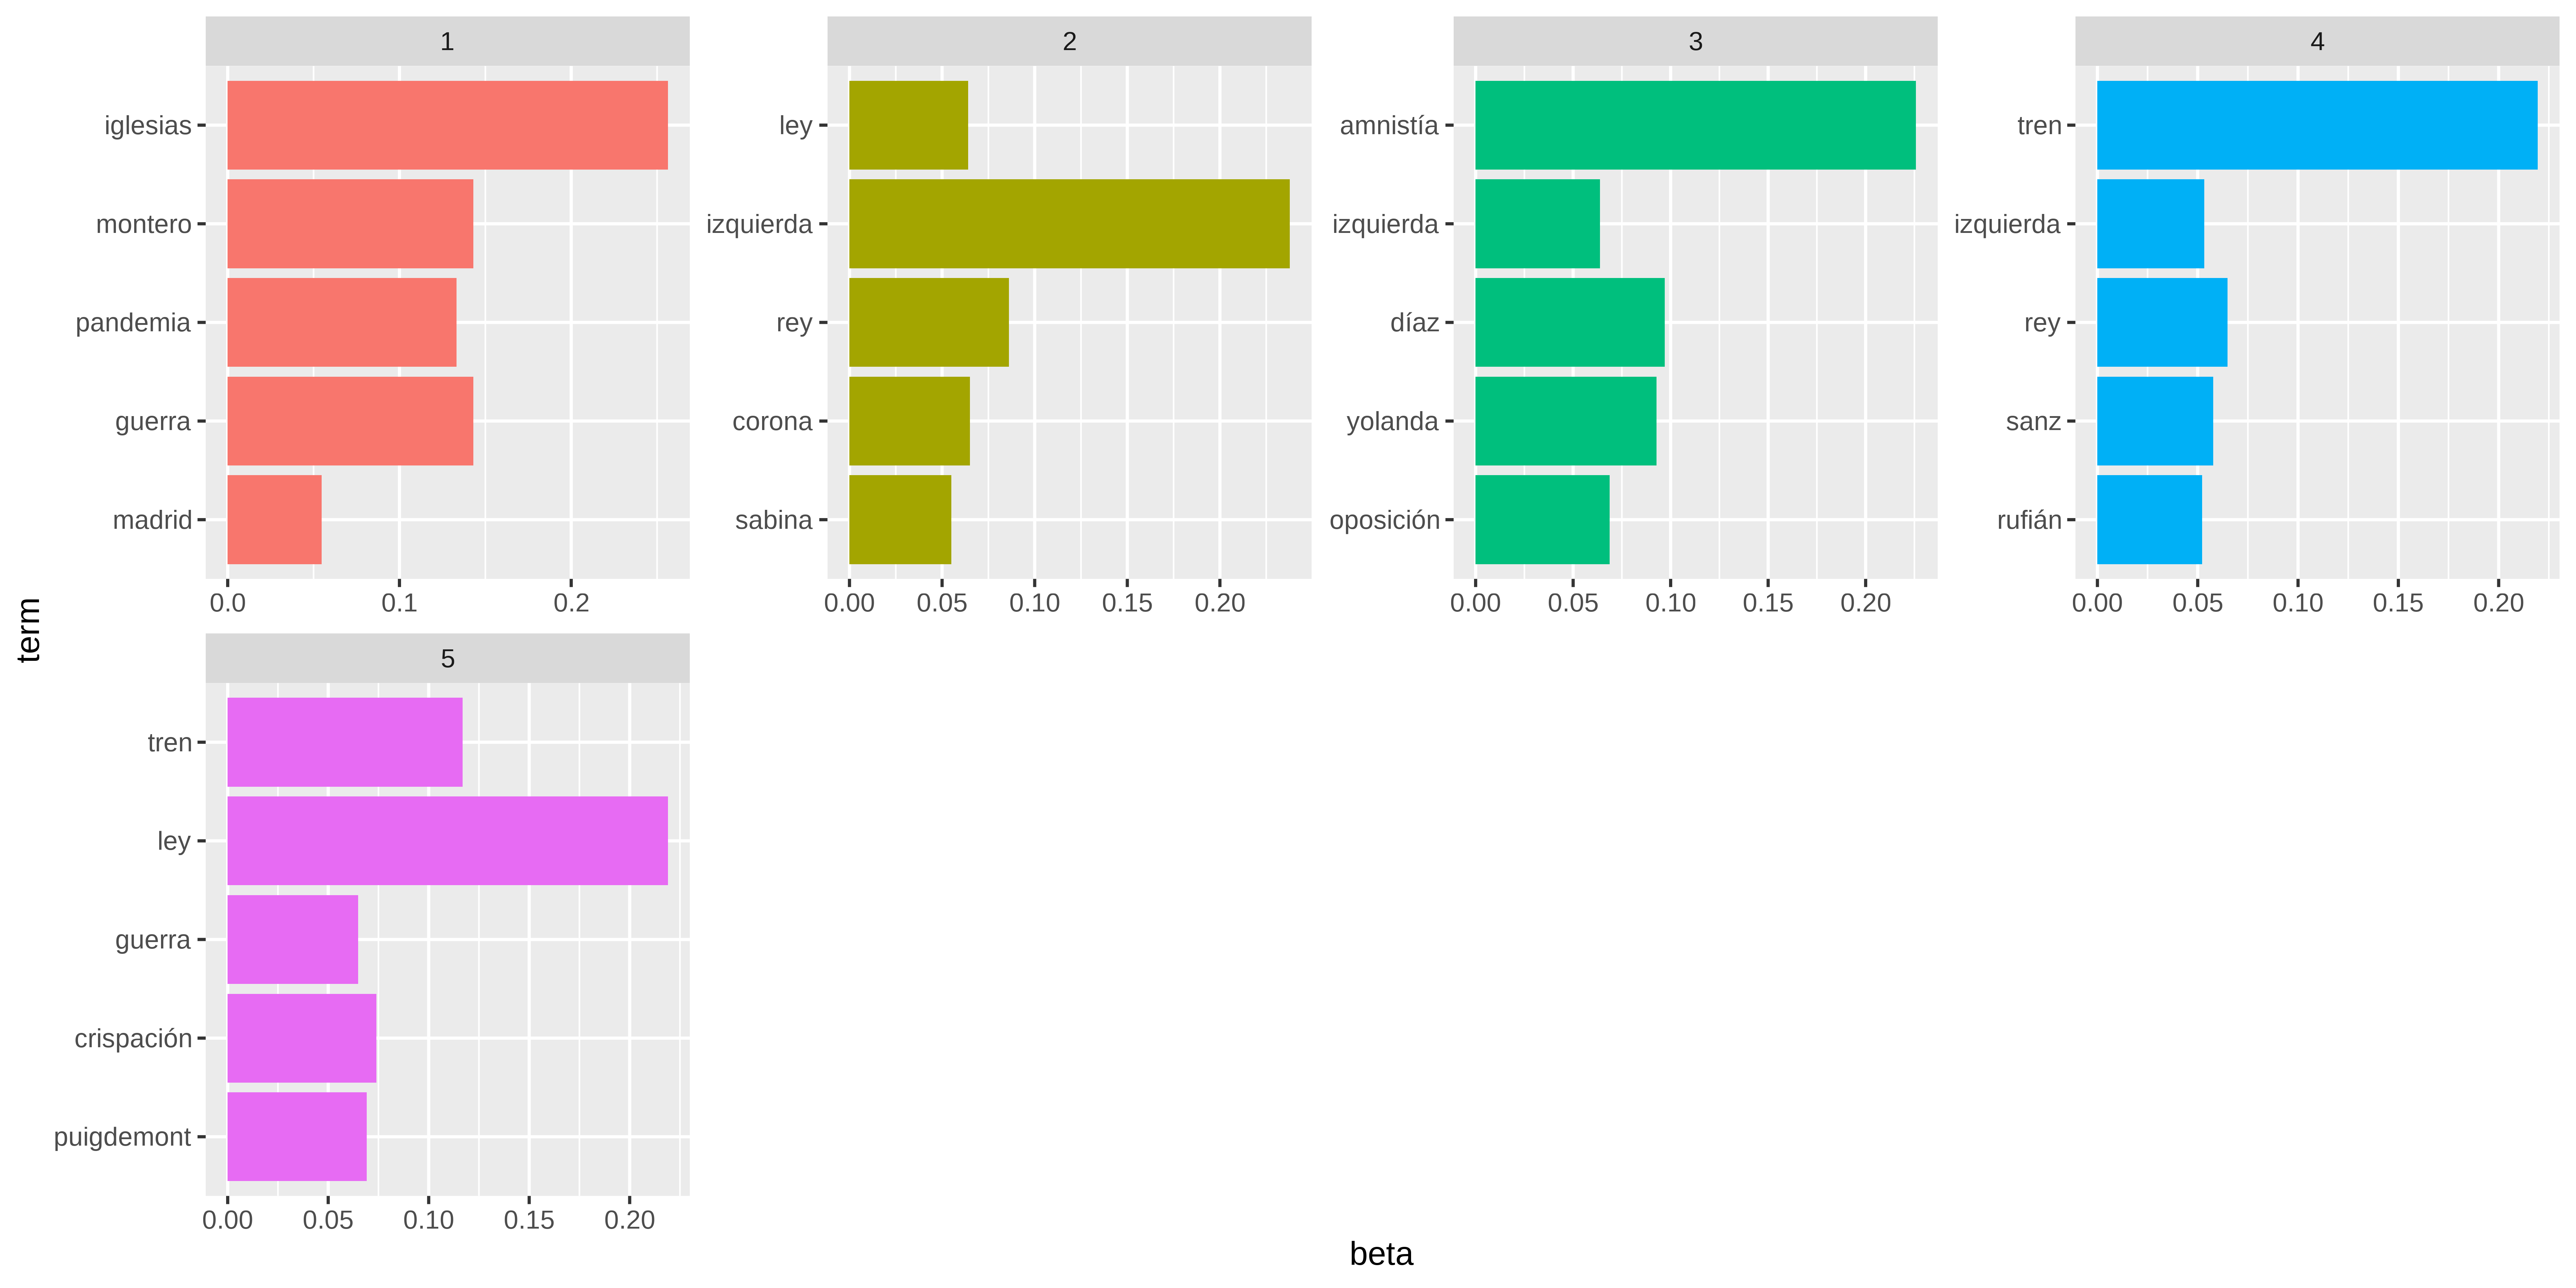 1
iglesias
montero
pandemia
guerra
madrid
0.0 0.1 0.2
2
ley
izquierda
rey
corona
sabina
0.00 0.05 0.10 0.15 0.20
3
amnistía
izquierda
díaz
yolanda
oposición
0.00 0.05 0.10 0.15 0.20
4
tren
izquierda
rey
sanz
rufián
0.00 0.05 0.10 0.15 0.20
5
tren
ley
guerra
crispación
puigdemont
0.00 0.05 0.10 0.15 0.20
term
beta